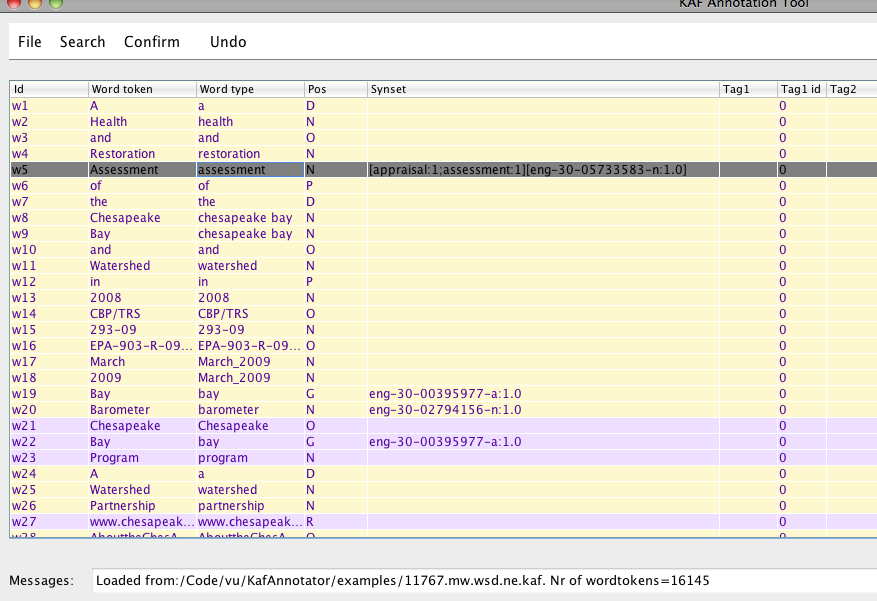 KAF Annotation Tool
File Search Confirm Undo
Id Word token Word type Pos Synset Tag1 Tag1 id Tag2
w1 A a D 0
w2 Health health N 0
w3 and and O 0
w4 Restoration restoration N 0
w5 Assessment assessment N [appraisal:1;assessment:1][eng-30-05733583-n:1.0] 0
w6 of of P 0
w7 the the D 0
w8 Chesapeake chesapeake bay N 0
w9 Bay chesapeake bay N 0
w10 and and O 0
w11 Watershed watershed N 0
w12 in in P 0
w13 2008 2008 N 0
w14 CBP/TRS CBP/TRS O 0
w15 293-09 293-09 N 0
w16 EPA-903-R-09... EPA-903-R-09... O 0
w17 March March_2009 N 0
w18 2009 March_2009 N 0
w19 Bay bay G eng-30-00395977-a:1.0 0
w20 Barometer barometer N eng-30-02794156-n:1.0 0
w21 Chesapeake Chesapeake O 0
w22 Bay bay G eng-30-00395977-a:1.0 0
w23 Program program N 0
w24 A a D 0
w25 Watershed watershed N 0
w26 Partnership partnership N 0
w27 www.chesapeak... www.chesapeak... R 0
w28 AbouttheChesA... AbouttheChesA... O 0
Messages: Loaded from:/Code/vu/KafAnnotator/examples/11767.mw.wsd.ne.kaf. Nr of wordtokens=16145